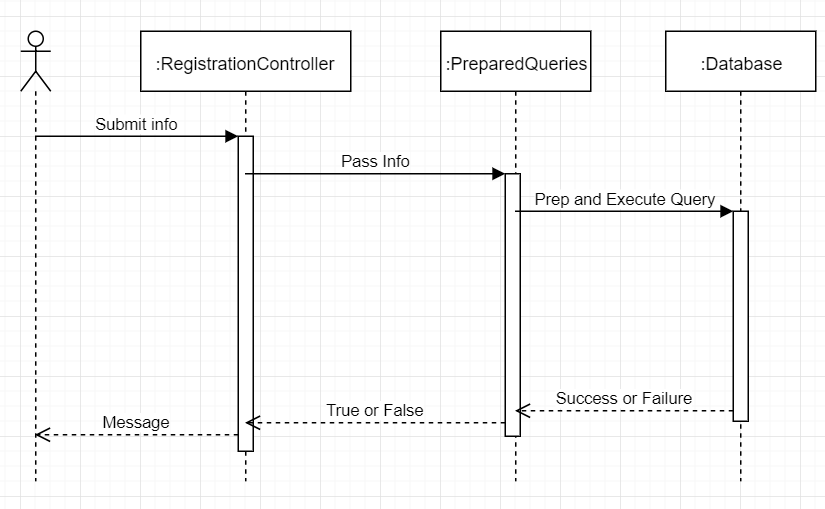 :RegistrationController
:PreparedQueries
:Database
Submit info
Pass Info
Prep and Execute Query
Success or Failure
True or False
Message